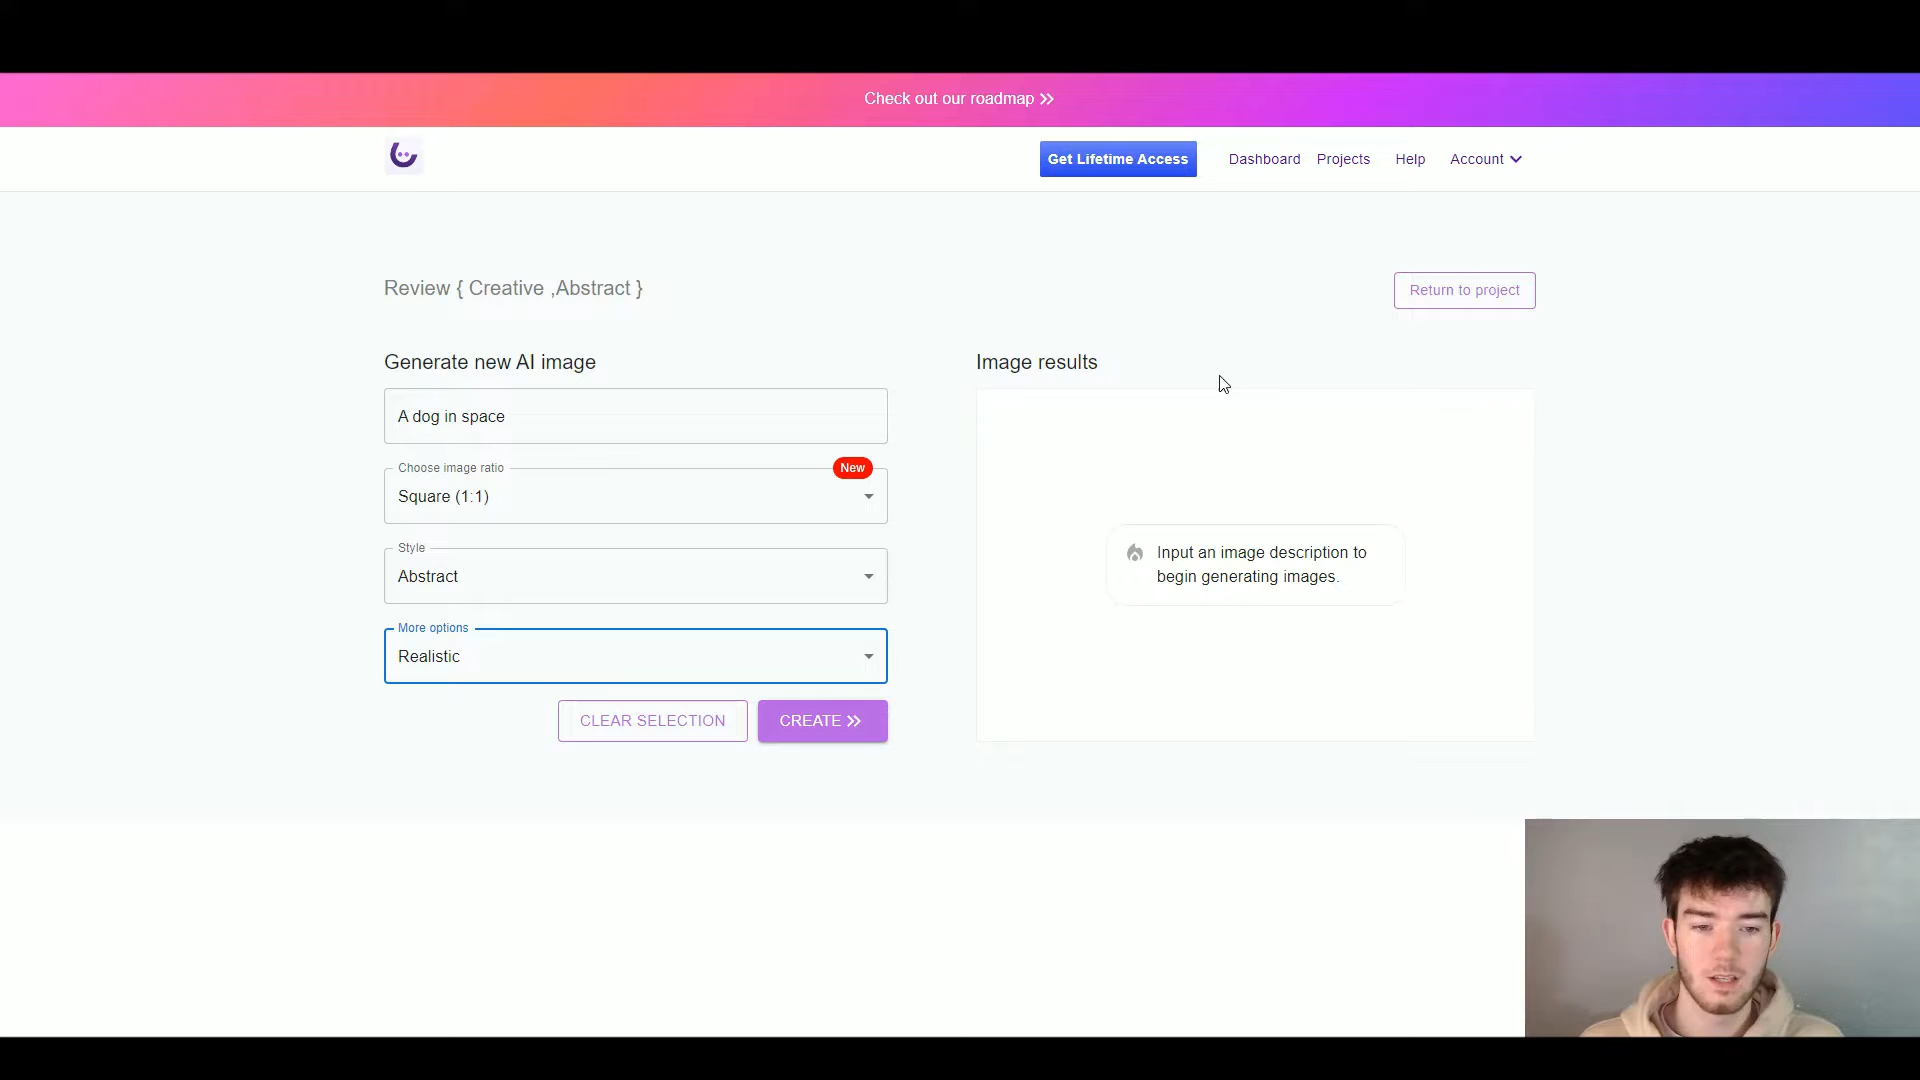 Check out our roadmap >>
Get Lifetime Access
Dashboard
Projects
Help
Account
Review { Creative ,Abstract }
Return to project
Generate new AI image
A dog in space
Choose image ratio
New
Square (1:1)
Style
Abstract
More options
Realistic
CLEAR SELECTION
CREATE >>
Image results
Input an image description to
begin generating images.